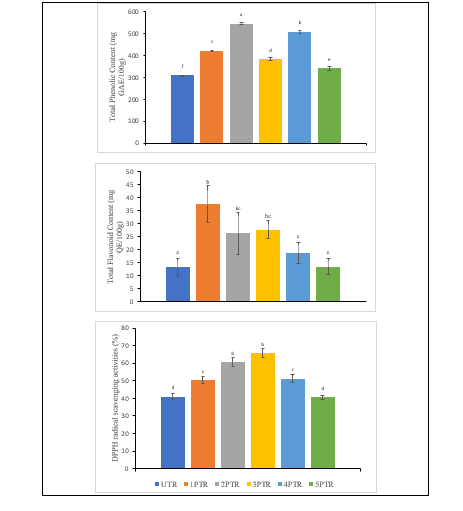 Total Phenolic Content (mg
GAE/100g)
600
500
400
300
200
100
0
f
c
a
d
b
e
Total Flavonoid Content (mg
QE/100g)
50
45
40
35
30
25
20
15
10
5
0
c
b
bc
c
c
DPPH radical scavenging activities (%)
80
70
60
50
40
30
20
10
0
d
c
b
c
d
UTR 1PTR 2PTR 3PTR 4PTR 5PTR